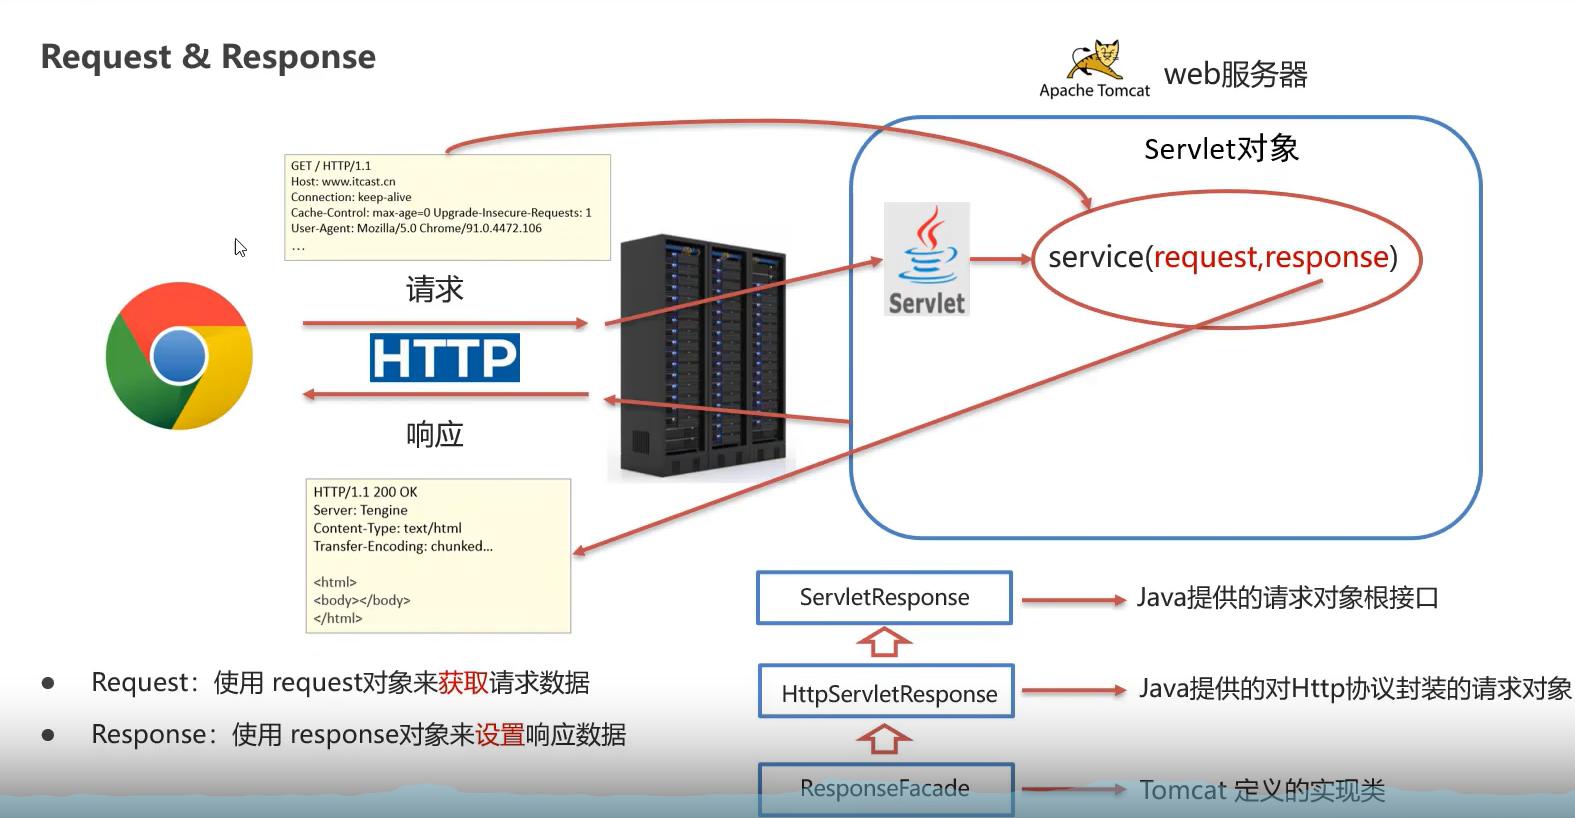 Request & Response
Apache Tomcat
web服务器
Servlet对象
GET / HTTP/1.1
Host: www.itcast.cn
Connection: keep-alive
Cache-Control: max-age=0 Upgrade-Insecure-Requests: 1
User-Agent: Mozilla/5.0 Chrome/91.0.4472.106
...
请求
HTTP
响应
Servlet
service(request,response)
HTTP/1.1 200 OK
Server: Tengine
Content-Type: text/html
Transfer-Encoding: chunked...
<html>
<body></body>
</html>
ServletResponse
Java提供的请求对象根接口
HttpServletResponse
Java提供的对Http协议封装的请求对象
ResponseFacade
Tomcat 定义的实现类
● Request：使用 request对象来获取请求数据
● Response：使用 response对象来设置响应数据